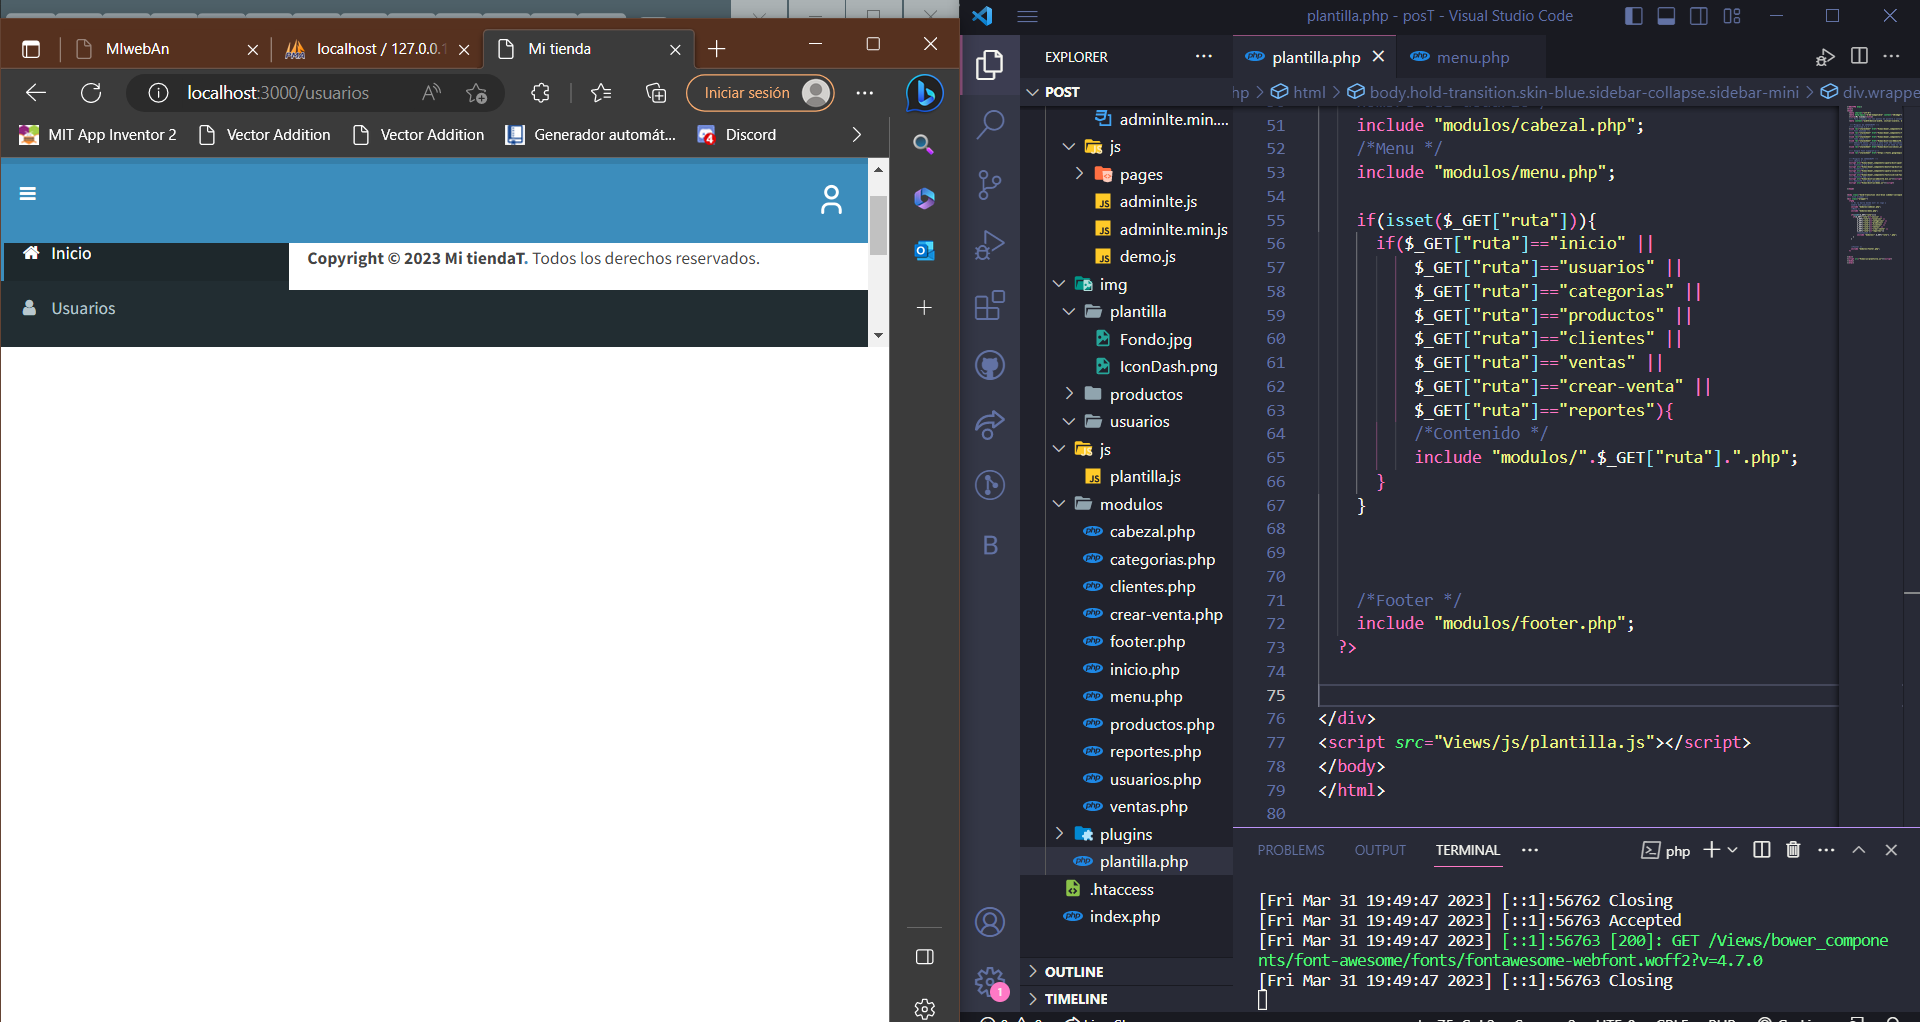 MIwebAn
localhost / 127.0.0.1
Mi tienda
localhost:3000/usuarios
Iniciar sesión
MIT App Inventor 2
Vector Addition
Vector Addition
Generador automát...
Discord
Inicio
Copyright © 2023 Mi tiendaT. Todos los derechos reservados.
Usuarios
plantilla.php - posT - Visual Studio Code
EXPLORER
POST
adminlte.min....
js
pages
adminlte.js
adminlte.min.js
demo.js
img
plantilla
Fondo.jpg
IconDash.png
productos
usuarios
js
plantilla.js
modulos
cabezal.php
categorias.php
clientes.php
crear-venta.php
footer.php
inicio.php
menu.php
productos.php
reportes.php
usuarios.php
ventas.php
plugins
plantilla.php
.htaccess
index.php
OUTLINE
TIMELINE
1
B
plantilla.php
menu.php
hp > html > body.hold-transition.skin-blue.sidebar-collapse.sidebar-mini > div.wrappe
51 include "modulos/cabezal.php";
52 /*Menu */
53 include "modulos/menu.php";
54
55 if(isset($_GET["ruta"])){
56 if($_GET["ruta"]=="inicio" ||
57 $_GET["ruta"]=="usuarios" ||
58 $_GET["ruta"]=="categorias" ||
59 $_GET["ruta"]=="productos" ||
60 $_GET["ruta"]=="clientes" ||
61 $_GET["ruta"]=="ventas" ||
62 $_GET["ruta"]=="crear-venta" ||
63 $_GET["ruta"]=="reportes"){
64 /*Contenido */
65 include "modulos/".$_GET["ruta"].".php";
66 }
67 }
68
69
70
71 /*Footer */
72 include "modulos/footer.php";
73 ?>
74
75
76 </div>
77 <script src="Views/js/plantilla.js"></script>
78 </body>
79 </html>
80
PROBLEMS
OUTPUT
TERMINAL
php
[Fri Mar 31 19:49:47 2023] [::1]:56762 Closing
[Fri Mar 31 19:49:47 2023] [::1]:56763 Accepted
[Fri Mar 31 19:49:47 2023] [::1]:56763 [200]: GET /Views/bower_compone
nts/font-awesome/fonts/fontawesome-webfont.woff2?v=4.7.0
[Fri Mar 31 19:49:47 2023] [::1]:56763 Closing